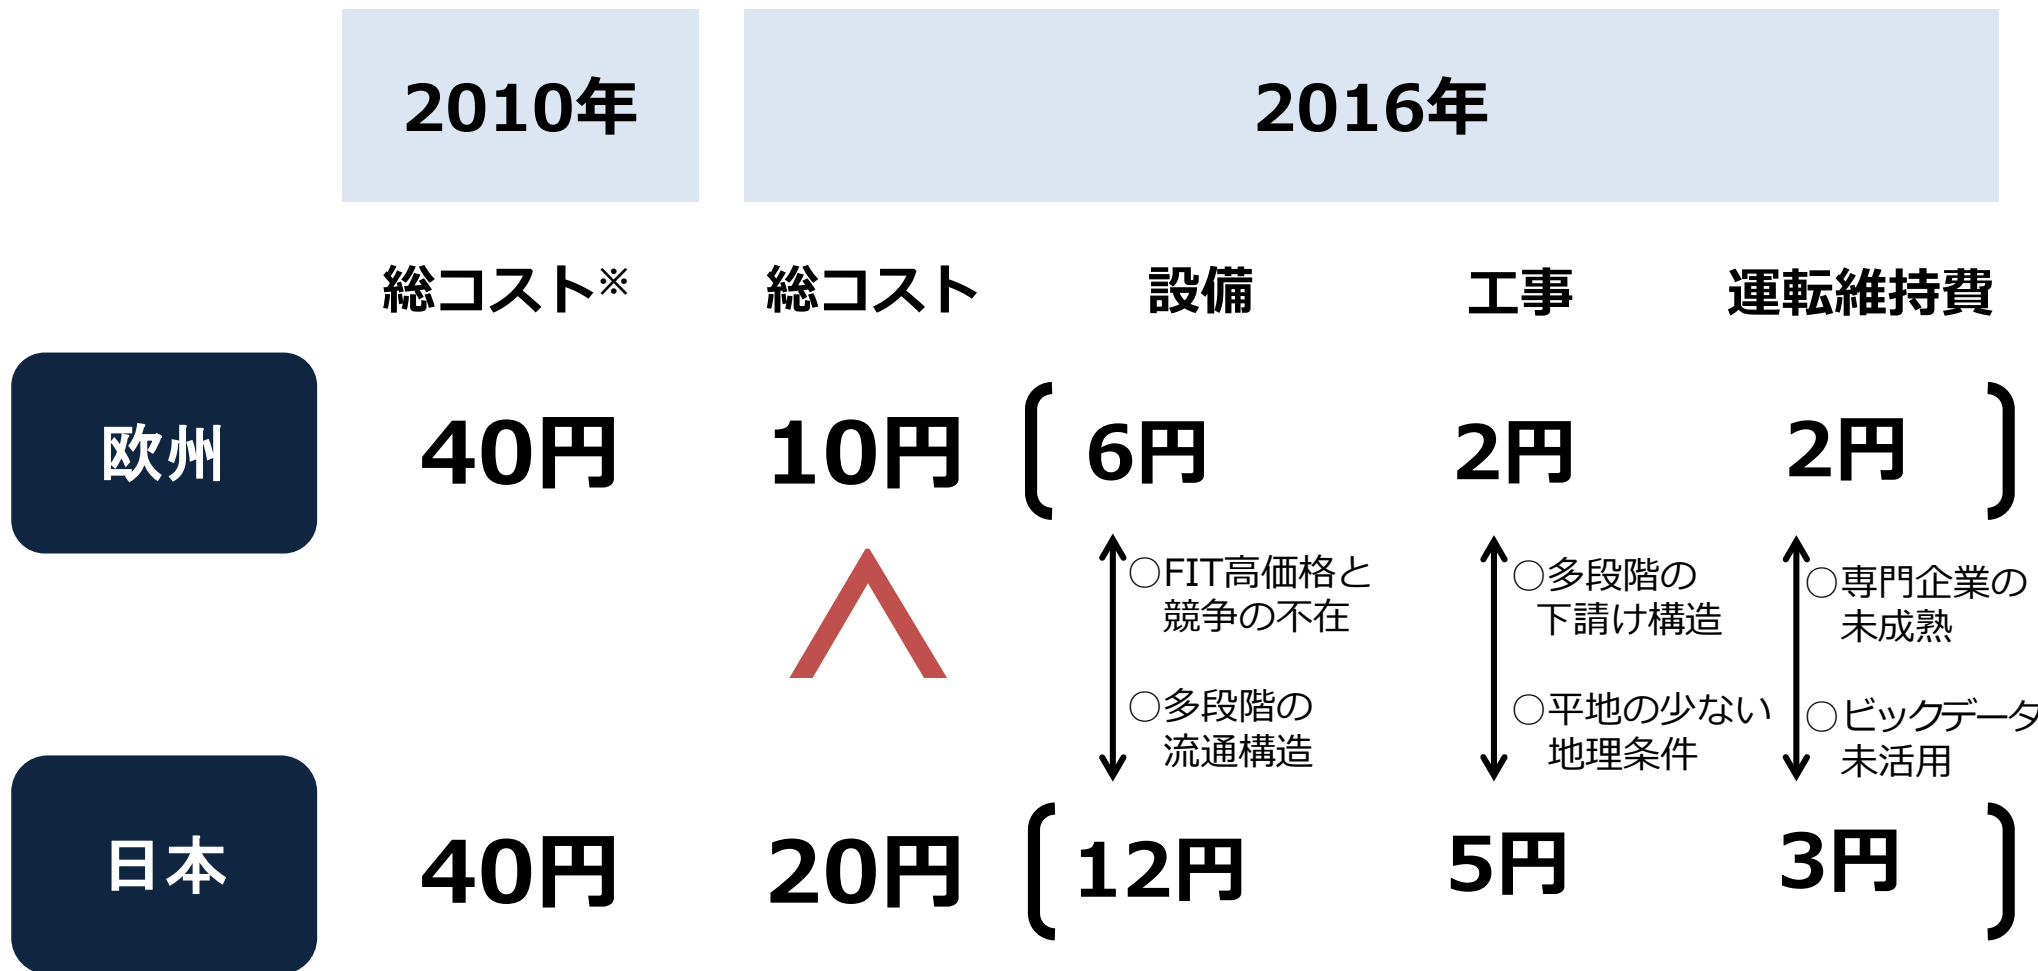 2010年
2016年
総コスト※
総コスト
設備
工事
運転維持費
欧州
40円
10円
6円
2円
2円
○FIT高価格と
競争の不在
○多段階の
流通構造
○多段階の
下請け構造
○平地の少ない
地理条件
○専門企業の
未成熟
○ビックデータ
未活用
日本
40円
20円
12円
5円
3円